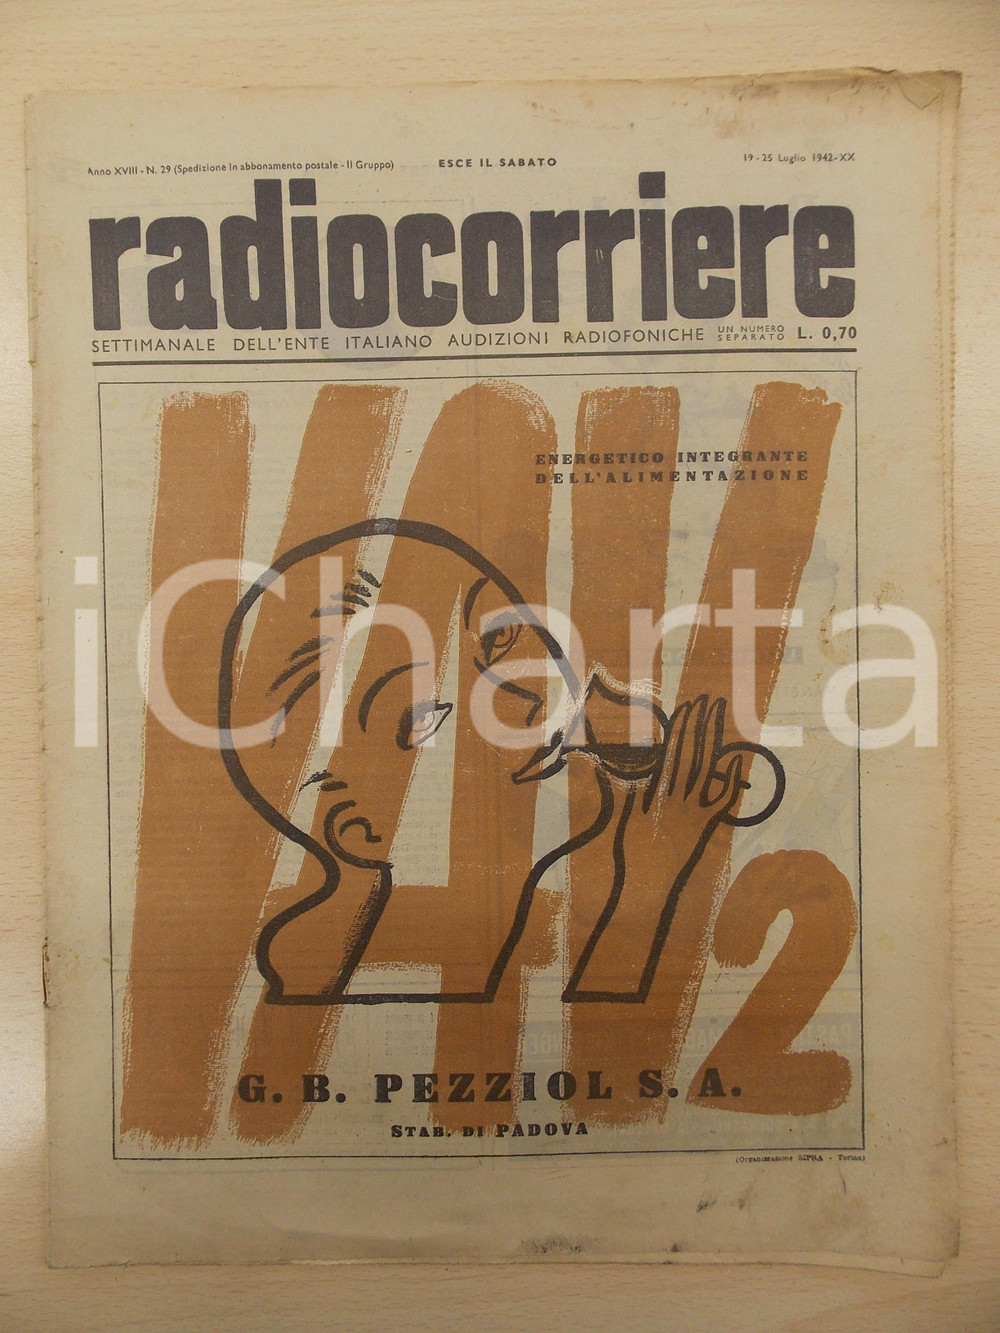 Anno XVIII - N. 29 (Spedizione in abbonamento postale - II Gruppo)
ESCE IL SABATO
19 - 25 Luglio 1942-XX
radiocorriere
SETTIMANALE DELL'ENTE ITALIANO AUDIZIONI RADIOFONICHE
UN NUMERO
SEPARATO
L. 0,70
VAV2
ENERGETICO INTEGRANTE
DELL'ALIMENTAZIONE
iCharta
G. B. PEZZIOL S. A.
STAB. DI PADOVA
(Organizzazione SIPRA - Torino)